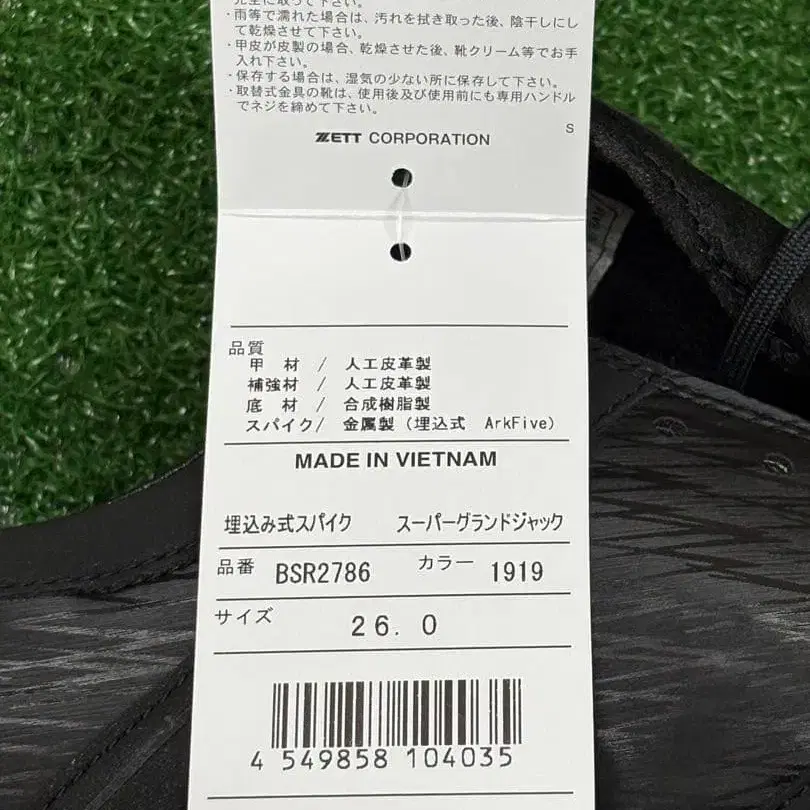 ・雨等で濡れた場合は、汚れを拭き取った後、陰干しにし
て乾燥させて下さい。
・甲皮が皮製の場合、乾燥させた後、靴クリーム等でお手
入れ下さい。
・保存する場合は、湿気の少ない所に保存して下さい。
・取替式金具の靴は、使用後及び使用前にも専用ハンドル
でネジを締めて下さい。
S
ZETT CORPORATION
品質
甲 材 / 人工皮革製
補強材 / 人工皮革製
底 材 / 合成樹脂製
スパイク/ 金属製(埋込式 ArkFive)
MADE IN VIETNAM
埋込み式スパイク スーパーグランドジャック
品番 BSR2786 カラー 1919
サイズ 26.0
4 549858 104035